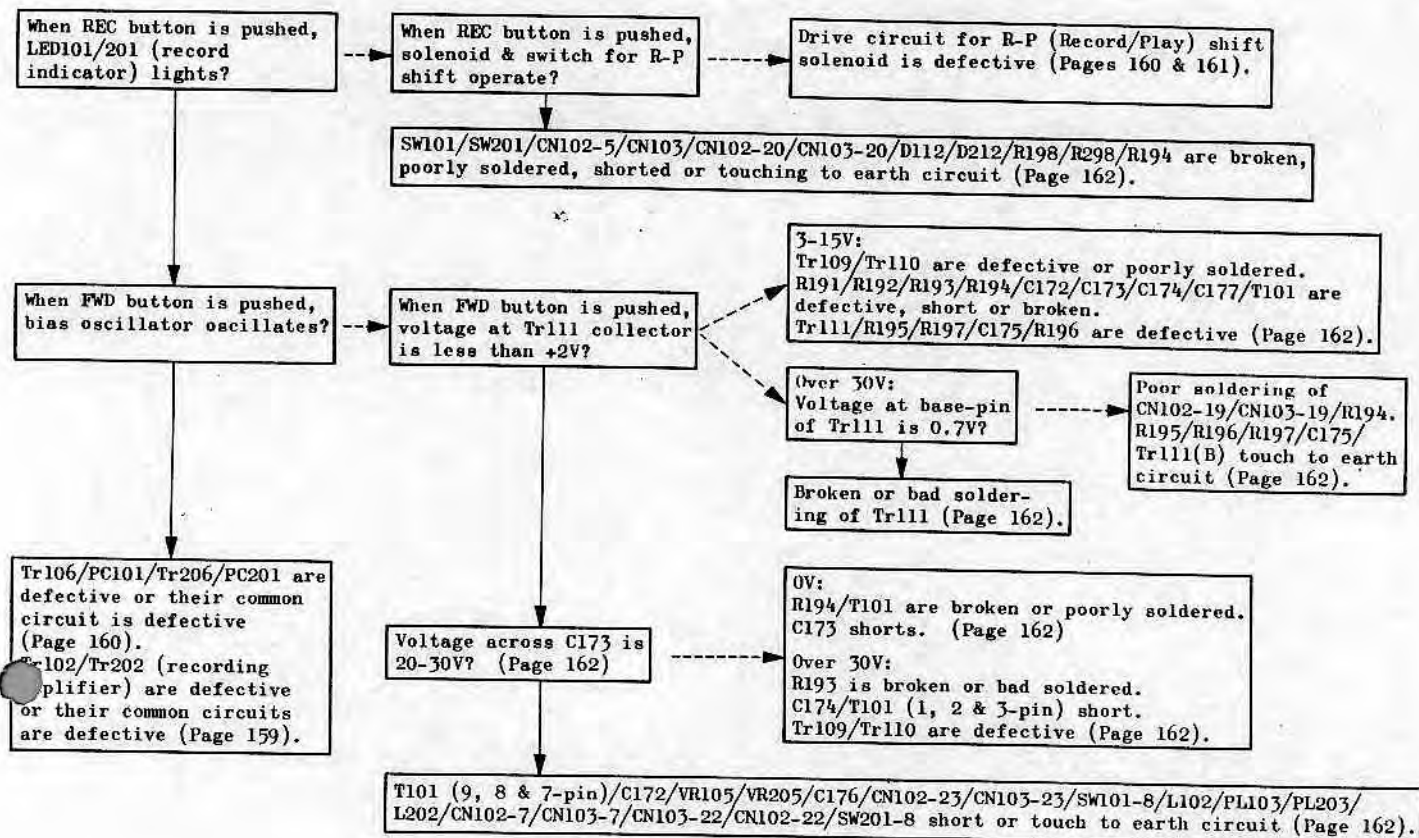 When REC button is pushed,
LED101/201 (record
indicator) lights?
When REC button is pushed,
solenoid & switch for R-P
shift operate?
Drive circuit for R-P (Record/Play) shift
solenoid is defective (Pages 160 & 161).
SW101/SW201/CN102-5/CN103/CN102-20/CN103-20/D112/D212/R198/R298/R194 are broken,
poorly soldered, shorted or touching to earth circuit (Page 162).
When FWD button is pushed,
bias oscillator oscillates?
When FWD button is pushed,
voltage at Tr111 collector
is less than +2V?
3-15V:
Tr109/Tr110 are defective or poorly soldered.
R191/R192/R193/R194/C172/C173/C174/C177/T101 are
defective, short or broken.
Tr111/R195/R197/C175/R196 are defective (Page 162).
Over 30V:
Voltage at base-pin
of Tr111 is 0.7V?
Poor soldering of
CN102-19/CN103-19/R194.
R195/R196/R197/C175/
Tr111(B) touch to earth
circuit (Page 162).
Broken or bad solder-
ing of Tr111 (Page 162).
Tr106/PC101/Tr206/PC201 are
defective or their common
circuit is defective
(Page 160).
Tr102/Tr202 (recording
plifier) are defective
or their common circuits
are defective (Page 159).
Voltage across C173 is
20-30V? (Page 162)
0V:
R194/T101 are broken or poorly soldered.
C173 shorts. (Page 162)
Over 30V:
R193 is broken or bad soldered.
C174/T101 (1, 2 & 3-pin) short.
Tr109/Tr110 are defective (Page 162).
T101 (9, 8 & 7-pin)/C172/VR105/VR205/C176/CN102-23/CN103-23/SW101-8/L102/PL103/PL203/
L202/CN102-7/CN103-7/CN103-22/CN102-22/SW201-8 short or touch to earth circuit (Page 162).